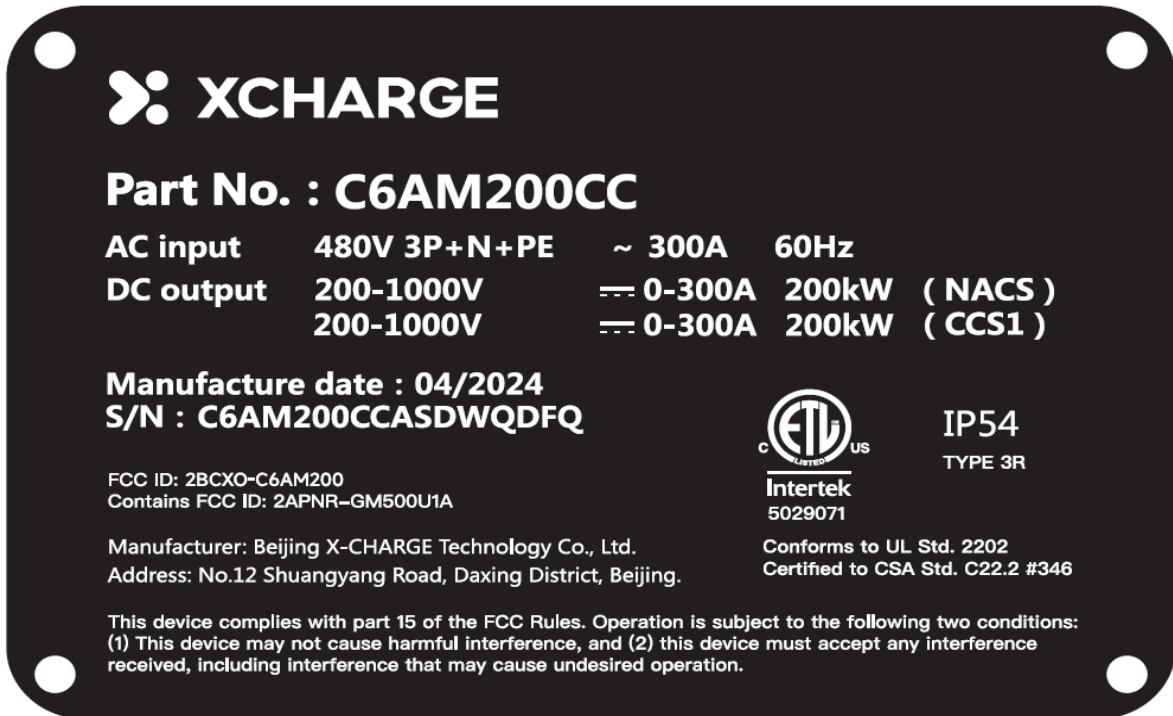 XCHARGE
Part No. : C6AM200CC
AC input 480V 3P+N+PE ~ 300A 60Hz
DC output 200-1000V ⎓ 0-300A 200kW ( NACS )
200-1000V ⎓ 0-300A 200kW ( CCS1 )
Manufacture date : 04/2024
S/N : C6AM200CCASDWQDFQ
FCC ID: 2BCXO-C6AM200
Contains FCC ID: 2APNR–GM500U1A
Manufacturer: Beijing X-CHARGE Technology Co., Ltd.
Address: No.12 Shuangyang Road, Daxing District, Beijing.
ETL
C US
LISTED
Intertek
5029071
IP54
TYPE 3R
Conforms to UL Std. 2202
Certified to CSA Std. C22.2 #346
This device complies with part 15 of the FCC Rules. Operation is subject to the following two conditions:
(1) This device may not cause harmful interference, and (2) this device must accept any interference
received, including interference that may cause undesired operation.